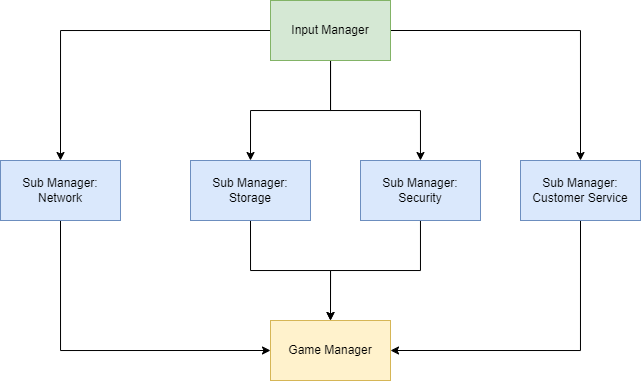 Input Manager
Sub Manager:
Network
Sub Manager:
Storage
Sub Manager:
Security
Sub Manager:
Customer Service
Game Manager